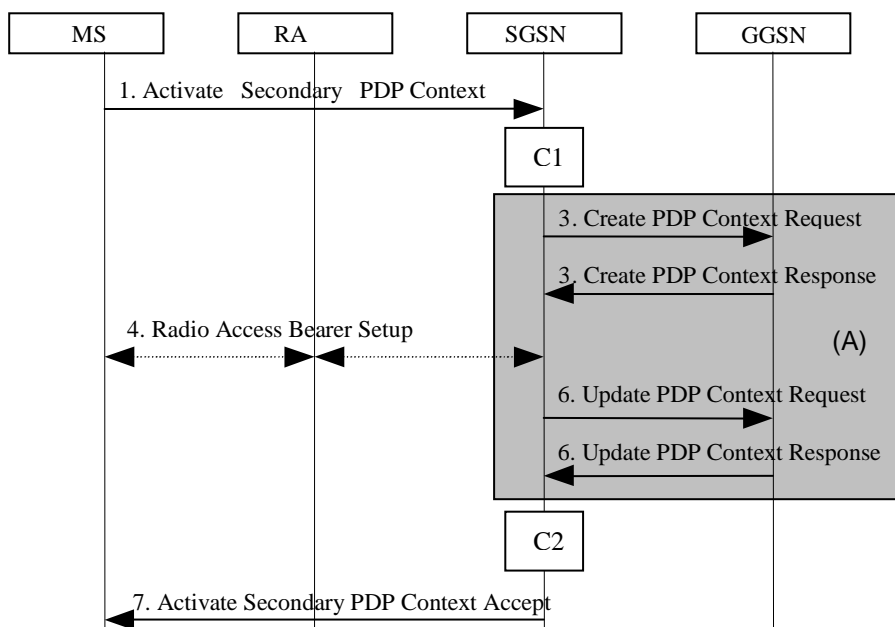 MS RA SGSN GGSN
1. Activate Secondary PDP Context
C1
3. Create PDP Context Request
3. Create PDP Context Response
4. Radio Access Bearer Setup
(A)
6. Update PDP Context Request
6. Update PDP Context Response
C2
7. Activate Secondary PDP Context Accept